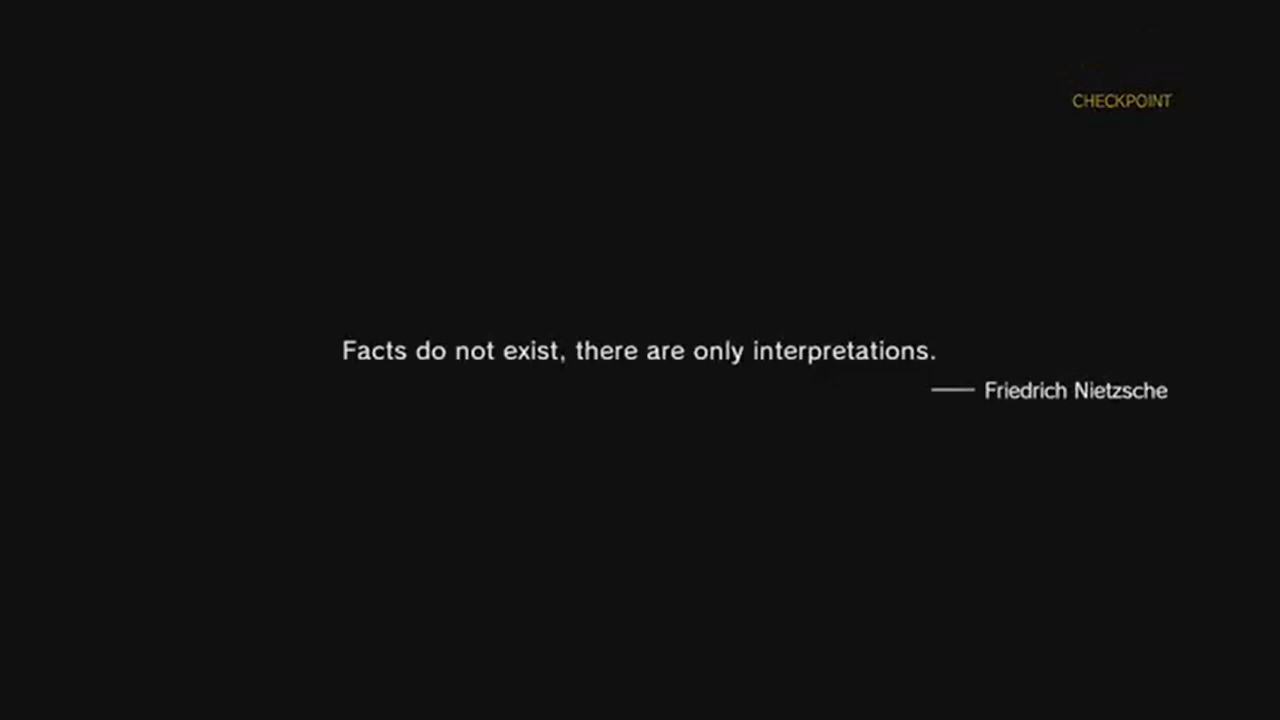 CHECKPOINT
Facts do not exist, there are only interpretations.
—— Friedrich Nietzsche